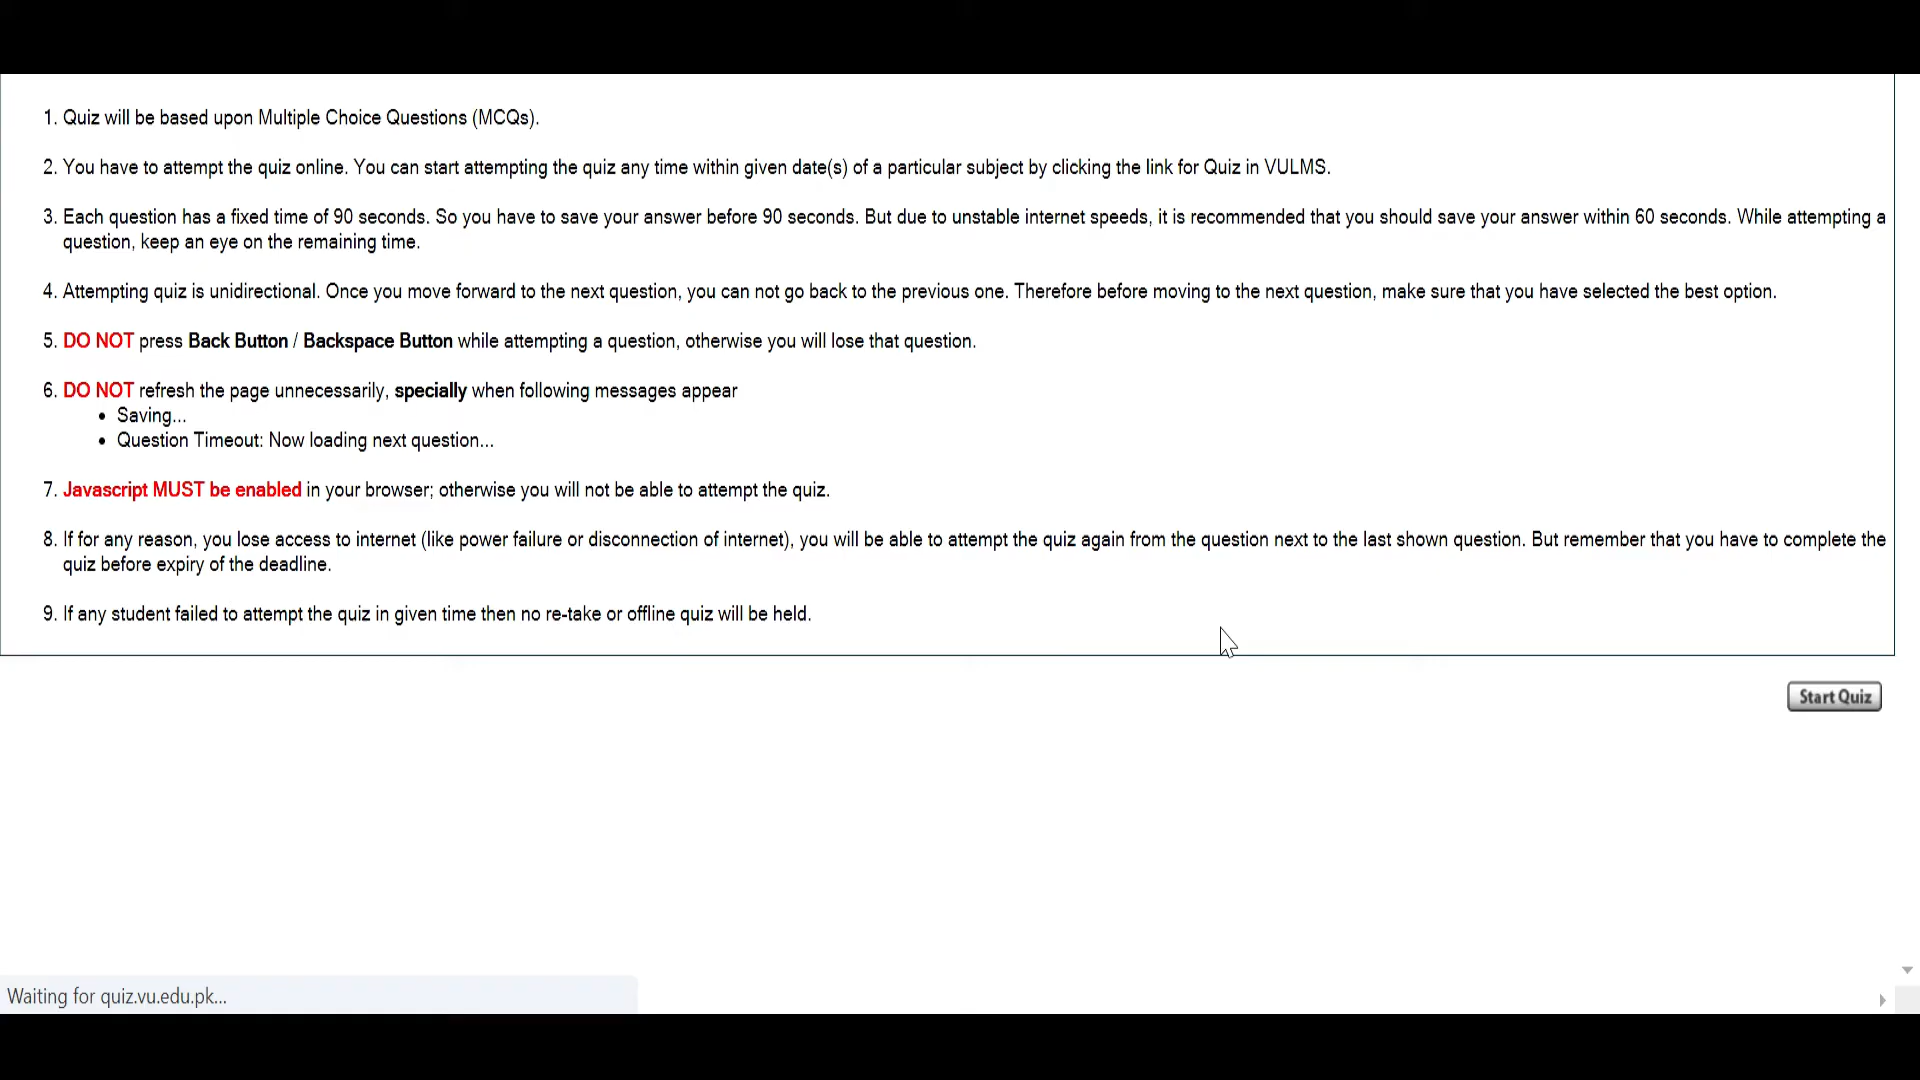 1. Quiz will be based upon Multiple Choice Questions (MCQs).
2. You have to attempt the quiz online. You can start attempting the quiz any time within given date(s) of a particular subject by clicking the link for Quiz in VULMS.
3. Each question has a fixed time of 90 seconds. So you have to save your answer before 90 seconds. But due to unstable internet speeds, it is recommended that you should save your answer within 60 seconds. While attempting a
question, keep an eye on the remaining time.
4. Attempting quiz is unidirectional. Once you move forward to the next question, you can not go back to the previous one. Therefore before moving to the next question, make sure that you have selected the best option.
5. DO NOT press Back Button / Backspace Button while attempting a question, otherwise you will lose that question.
6. DO NOT refresh the page unnecessarily, specially when following messages appear
• Saving...
• Question Timeout: Now loading next question...
7. Javascript MUST be enabled in your browser; otherwise you will not be able to attempt the quiz.
8. If for any reason, you lose access to internet (like power failure or disconnection of internet), you will be able to attempt the quiz again from the question next to the last shown question. But remember that you have to complete the
quiz before expiry of the deadline.
9. If any student failed to attempt the quiz in given time then no re-take or offline quiz will be held.
Start Quiz
Waiting for quiz.vu.edu.pk...